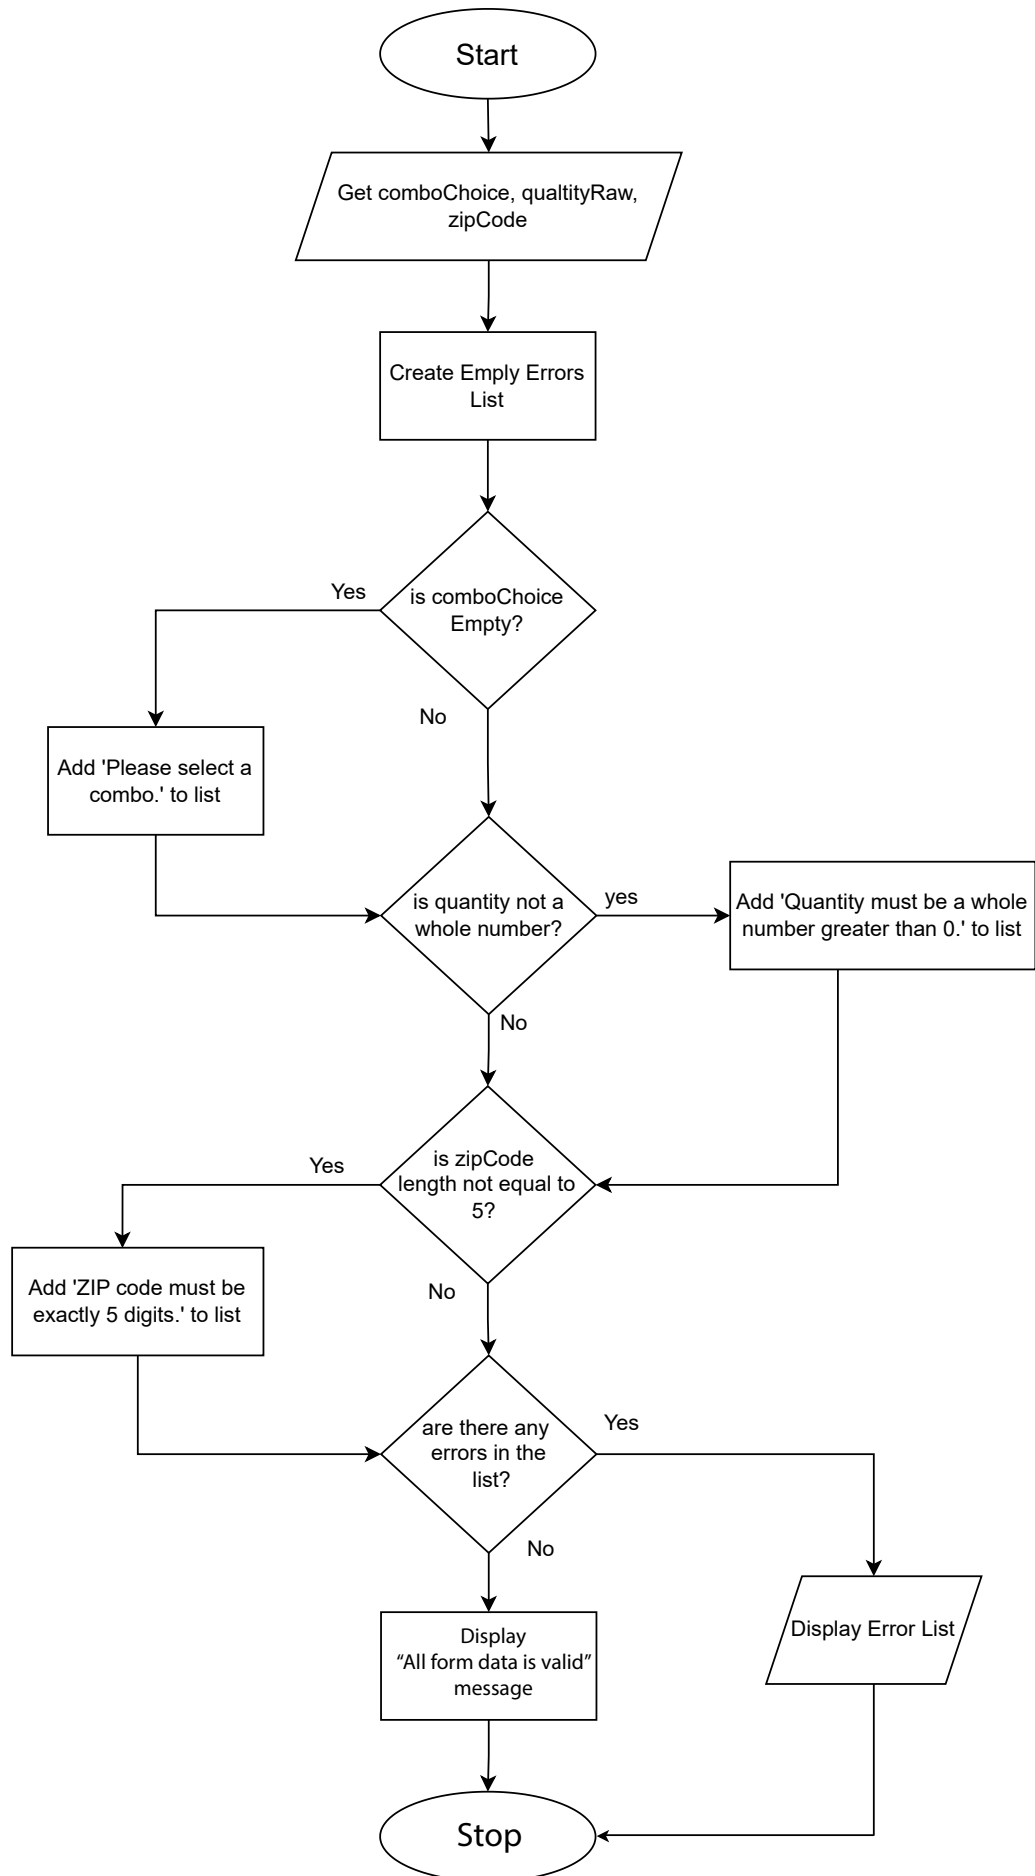 Start
Get comboChoice, qualtityRaw,
zipCode
Create Emply Errors
List
Yes
is comboChoice
Empty?
No
Add 'Please select a
combo.' to list
is quantity not a
whole number?
yes
Add 'Quantity must be a whole
number greater than 0.' to list
No
Yes
is zipCode
length not equal to
5?
Add 'ZIP code must be
exactly 5 digits.' to list
No
are there any
errors in the
list?
Yes
No
Display
“All form data is valid”
message
Display Error List
Stop